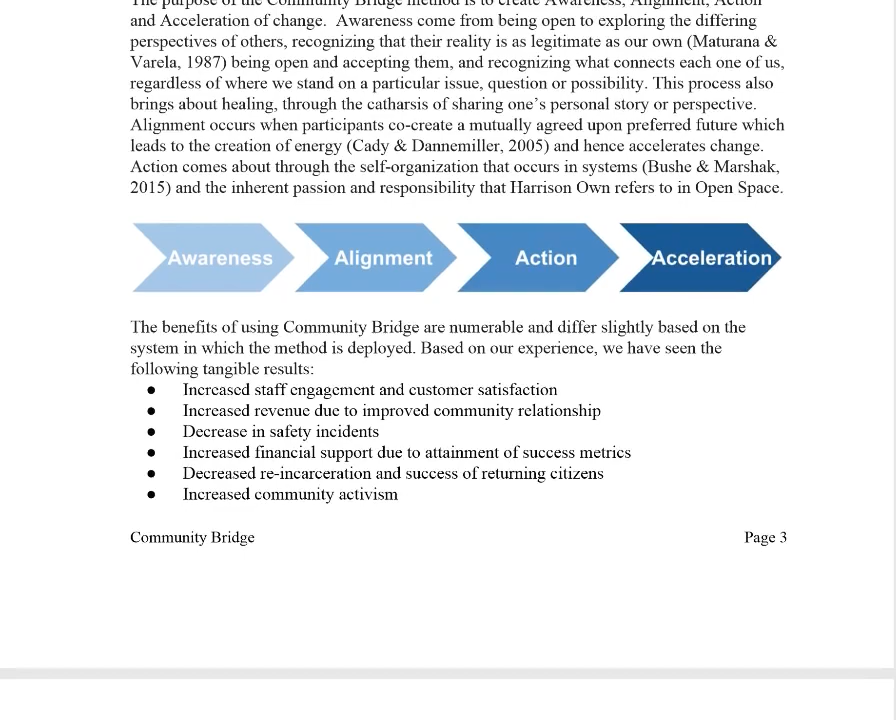 The purpose of the Community Bridge method is to create Awareness, Alignment, Action
and Acceleration of change.  Awareness come from being open to exploring the differing
perspectives of others, recognizing that their reality is as legitimate as our own (Maturana &
Varela, 1987) being open and accepting them, and recognizing what connects each one of us,
regardless of where we stand on a particular issue, question or possibility. This process also
brings about healing, through the catharsis of sharing one’s personal story or perspective.
Alignment occurs when participants co-create a mutually agreed upon preferred future which
leads to the creation of energy (Cady & Dannemiller, 2005) and hence accelerates change.
Action comes about through the self-organization that occurs in systems (Bushe & Marshak,
2015) and the inherent passion and responsibility that Harrison Own refers to in Open Space.
Awareness Alignment Action Acceleration
The benefits of using Community Bridge are numerable and differ slightly based on the
system in which the method is deployed. Based on our experience, we have seen the
following tangible results:
● Increased staff engagement and customer satisfaction
● Increased revenue due to improved community relationship
● Decrease in safety incidents
● Increased financial support due to attainment of success metrics
● Decreased re-incarceration and success of returning citizens
● Increased community activism
Community Bridge Page 3